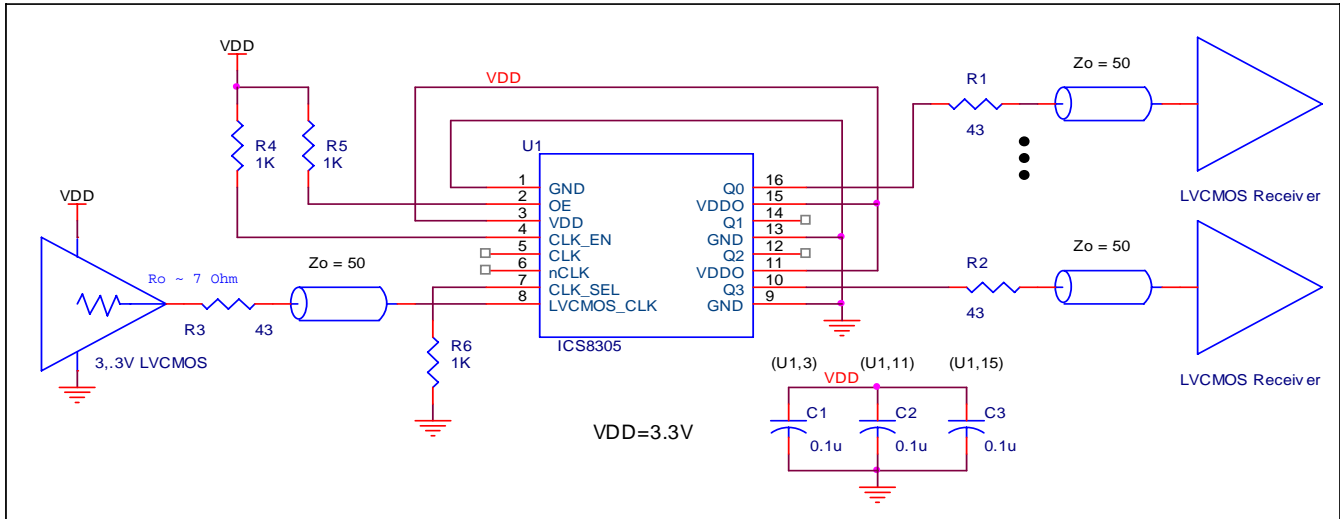 VDD
VDD
R4
1K
R5
1K
VDD
Ro ~ 7 Ohm
R3
43
3,.3V LVCMOS
Zo = 50
R6
1K
U1
1
2
3
4
5
6
7
8
GND
OE
VDD
CLK_EN
CLK
nCLK
CLK_SEL
LVCMOS_CLK
Q0
VDDO
Q1
GND
Q2
VDDO
Q3
GND
16
15
14
13
12
11
10
9
ICS8305
R1
43
Zo = 50
LVCMOS Receiver
R2
43
Zo = 50
LVCMOS Receiver
(U1,3) (U1,11) (U1,15)
VDD
C1
0.1u
C2
0.1u
C3
0.1u
VDD=3.3V